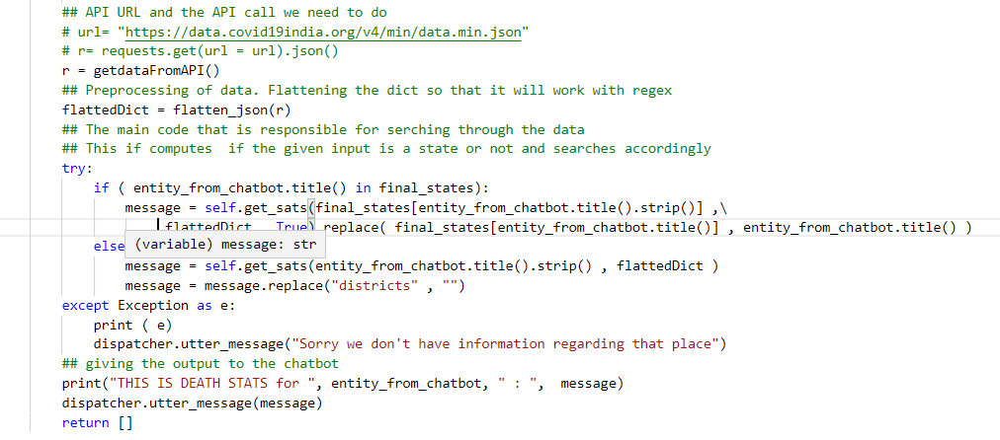 ## API URL and the API call we need to do
# url= "https://data.covid19india.org/v4/min/data.min.json"
# r= requests.get(url = url).json()
r = getdataFromAPI()
## Preprocessing of data. Flattening the dict so that it will work with regex
flattedDict = flatten_json(r)
## The main code that is responsible for serching through the data
## This if computes  if the given input is a state or not and searches accordingly
try:
if ( entity_from_chatbot.title() in final_states):
message = self.get_sats(final_states[entity_from_chatbot.title().strip()] ,\
flattedDict , True).replace( final_states[entity_from_chatbot.title()] , entity_from_chatbot.title() )
else
(variable) message: str
message = self.get_sats(entity_from_chatbot.title().strip() , flattedDict )
message = message.replace("districts" , "")
except Exception as e:
print ( e)
dispatcher.utter_message("Sorry we don't have information regarding that place")
## giving the output to the chatbot
print("THIS IS DEATH STATS for ", entity_from_chatbot, " : ",  message)
dispatcher.utter_message(message)
return []